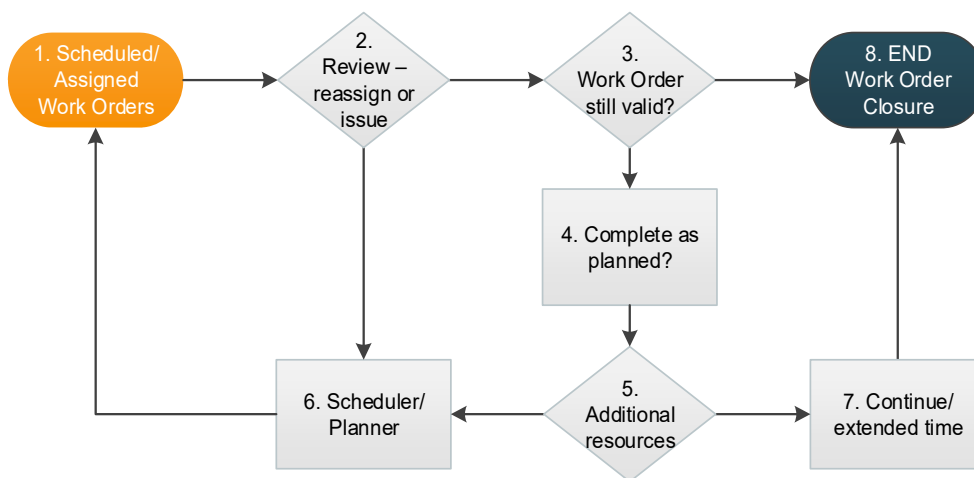 1. Scheduled/
Assigned
Work Orders
2.
Review –
reassign or
issue
3.
Work Order
still valid?
8. END
Work Order
Closure
4. Complete as
planned?
6. Scheduler/
Planner
5.
Additional
resources
7. Continue/
extended time